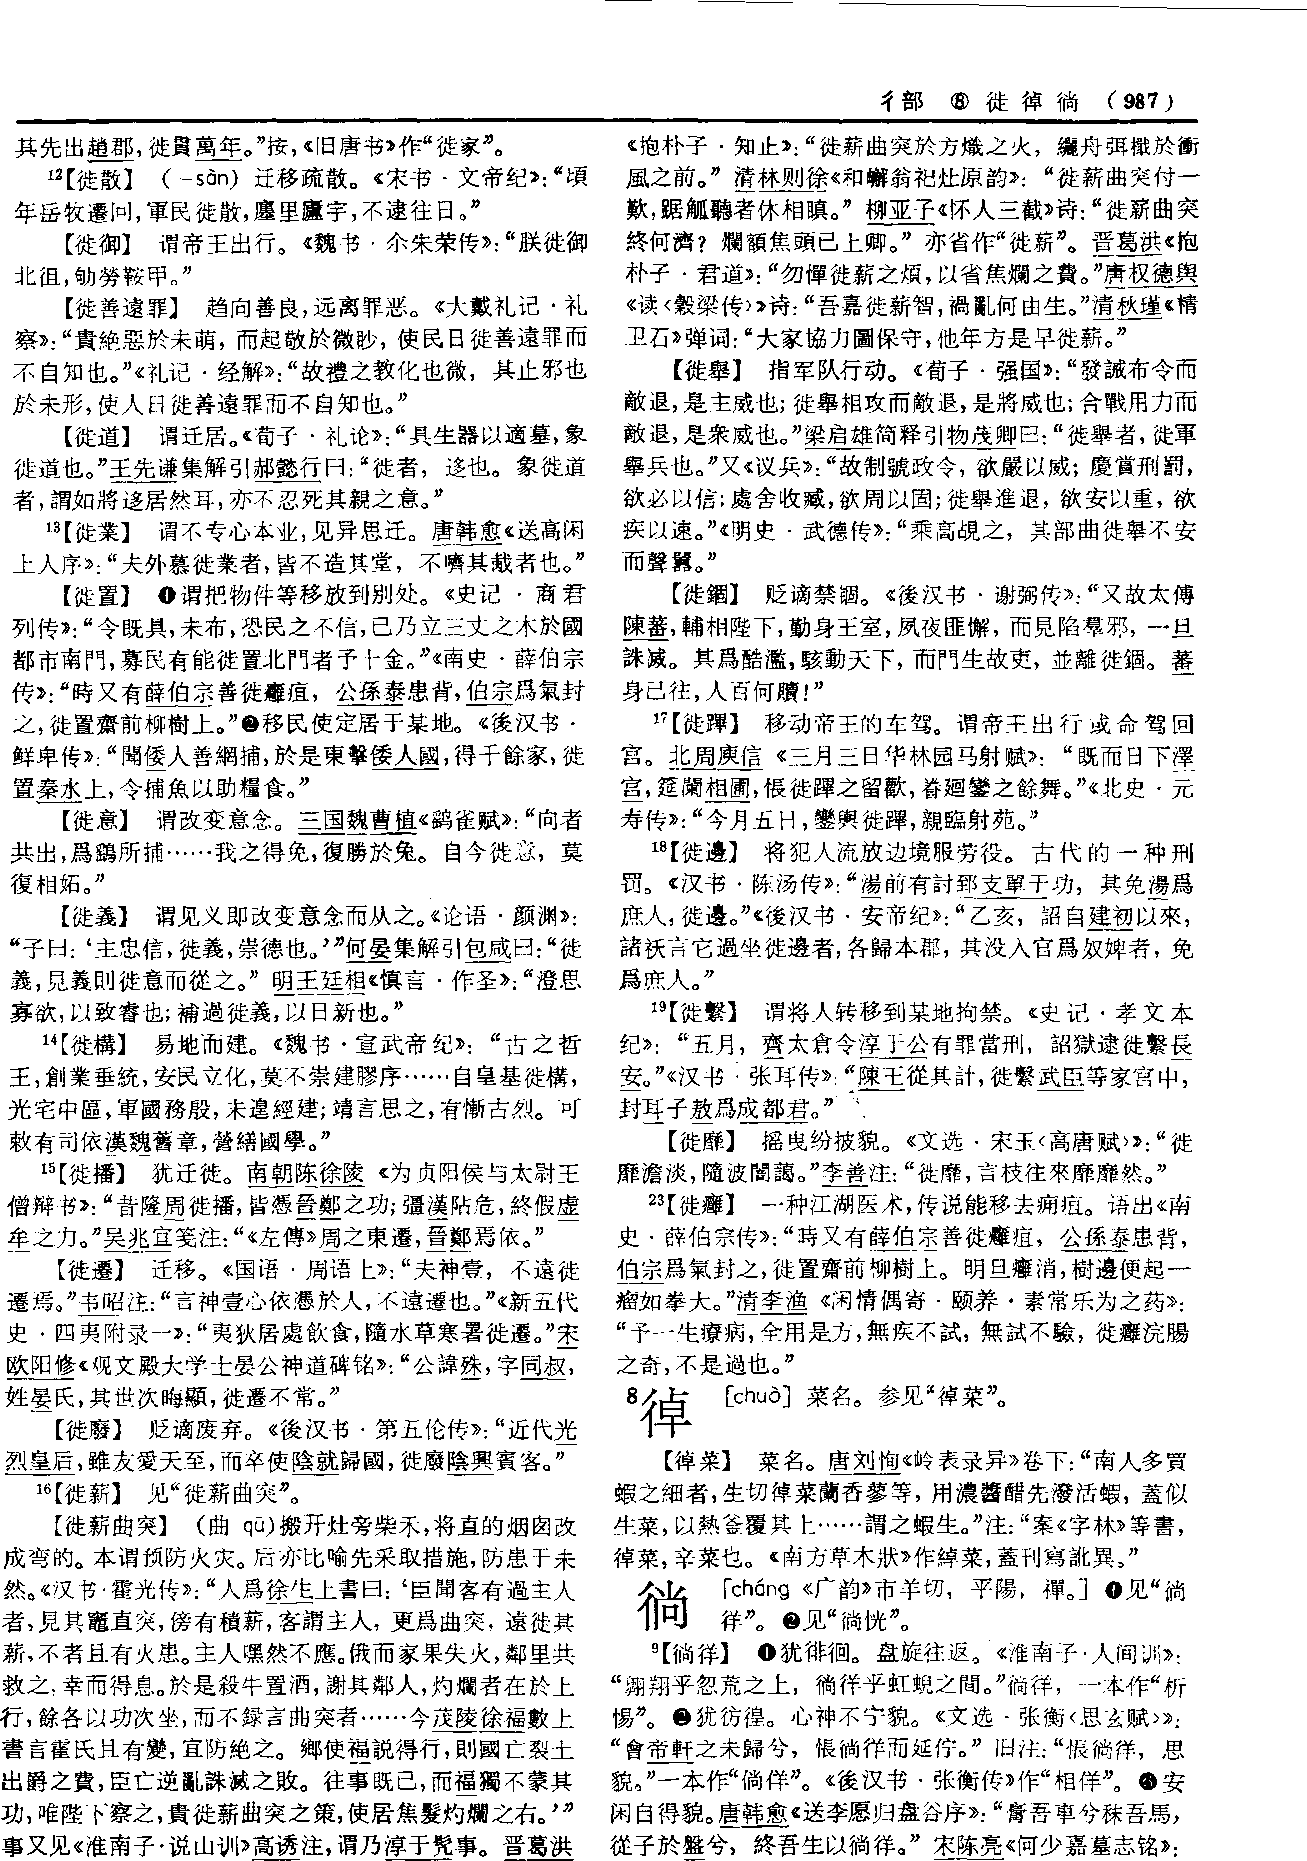 彳部 ⑧ 徙 𢓜 徜 (987)
其先出趙郡，徙貫萬年。”按，《旧唐书》作“徙家”。
12【徙散】 (-sàn) 迁移疏散。《宋书·文帝纪》：“頃
年岳牧遷回，軍民徙散，廛里廬宇，不逮往日。”
【徙御】 谓帝王出行。《魏书·尒朱荣传》：“朕徙御
北徂，劬勞鞍甲。”
【徙善遠罪】 趋向善良，远离罪恶。《大戴礼记·礼
察》：“貴絶惡於未萌，而起敬於微眇，使民日徙善遠罪而
不自知也。”《礼记·经解》：“故禮之教化也微，其止邪也
於未形，使人日徙善遠罪而不自知也。”
【徙道】 谓迁居。《荀子·礼论》：“具生器以適墓，象
徙道也。”王先谦集解引郝懿行曰：“徙者，迻也。象徙道
者，謂如將迻居然耳，亦不忍死其親之意。”
13【徙業】 谓不专心本业，见异思迁。唐韩愈《送高闲
上人序》：“夫外慕徙業者，皆不造其堂，不嚌其胾者也。”
【徙置】 ❶谓把物件等移放到别处。《史记·商君
列传》：“令既具，未布，恐民之不信，已乃立三丈之木於國
都市南門，募民有能徙置北門者予十金。”《南史·薛伯宗
传》：“時又有薛伯宗善徙癰疽，公孫泰患背，伯宗爲氣封
之，徙置齋前柳樹上。”❷移民使定居于某地。《後汉书·
鲜卑传》：“聞倭人善網捕，於是東擊倭人國，得千餘家，徙
置秦水上，令捕魚以助糧食。”
【徙意】 谓改变意念。三国魏曹植《鹞雀赋》：“向者
共出，爲鷂所捕……我之得免，復勝於兔。自今徙意，莫
復相妬。”
【徙義】 谓见义即改变意念而从之。《论语·颜渊》：
“子曰：‘主忠信，徙義，崇德也。’”何晏集解引包咸曰：“徙
義，見義則徙意而從之。”明王廷相《慎言·作圣》：“澄思
寡欲，以致睿也；補過徙義，以日新也。”
14【徙構】 易地而建。《魏书·宣武帝纪》：“古之哲
王，創業垂統，安民立化，莫不崇建膠序……自皇基徙構，
光宅中區，軍國務殷，未遑經建；靖言思之，有慚古烈。可
敕有司依漢魏舊章，營繕國學。”
15【徙播】 犹迁徙。南朝陈徐陵《为贞阳侯与太尉王
僧辩书》：“昔隆周徙播，皆憑晉鄭之功；彊漢阽危，終假虚
牟之力。”吴兆宜笺注：“《左傳》周之東遷，晉鄭焉依。”
【徙遷】 迁移。《国语·周语上》：“夫神壹，不遠徙
遷焉。”韦昭注：“言神壹心依憑於人，不遠遷也。”《新五代
史·四夷附录一》：“夷狄居處飲食，隨水草寒暑徙遷。”宋
欧阳修《观文殿大学士晏公神道碑铭》：“公諱殊，字同叔，
姓晏氏，其世次晦顯，徙遷不常。”
【徙廢】 贬谪废弃。《後汉书·第五伦传》：“近代光
烈皇后，雖友愛天至，而卒使陰就歸國，徙廢陰興賓客。”
16【徙薪】 见“徙薪曲突”。
【徙薪曲突】 (曲 qū)搬开灶旁柴禾，将直的烟囱改
成弯的。本谓预防火灾。后亦比喻先采取措施，防患于未
然。《汉书·霍光传》：“人爲徐生上書曰：‘臣聞客有過主人
者，見其竈直突，傍有積薪，客謂主人，更爲曲突，遠徙其
薪，不者且有火患。主人嘿然不應。俄而家果失火，鄰里共
救之，幸而得息。於是殺牛置酒，謝其鄰人，灼爛者在於上
行，餘各以功次坐，而不録言曲突者……今茂陵徐福數上
書言霍氏且有變，宜防絶之。鄉使福説得行，則國亡裂土
出爵之費，臣亡逆亂誅滅之敗。往事既已，而福獨不蒙其
功，唯陛下察之，貴徙薪曲突之策，使居焦髮灼爛之右。’”
事又见《淮南子·说山训》高诱注，谓乃淳于髡事。晋葛洪
《抱朴子·知止》：“徙薪曲突於方熾之火，纚舟弭檝於衝
風之前。”清林则徐《和嶰翁祀灶原韵》：“徙薪曲突付一
歎，踞觚聽者休相嗔。”柳亚子《怀人三截》诗：“徙薪曲突
終何濟？爛額焦頭已上卿。”亦省作“徙薪”。晋葛洪《抱
朴子·君道》：“勿憚徙薪之煩，以省焦爛之費。”唐权德舆
《读〈穀梁传〉》诗：“吾嘉徙薪智，禍亂何由生。”清秋瑾《精
卫石》弹词：“大家協力圖保守，他年方是早徙薪。”
【徙舉】 指军队行动。《荀子·强国》：“發誡布令而
敵退，是主威也；徙舉相攻而敵退，是將威也；合戰用力而
敵退，是衆威也。”梁启雄简释引物茂卿曰：“徙舉者，徙軍
舉兵也。”又《议兵》：“故制號政令，欲嚴以威；慶賞刑罰，
欲必以信；處舍收臧，欲周以固；徙舉進退，欲安以重，欲
疾以速。”《明史·武德传》：“乘高覘之，其部曲徙舉不安
而聲囂。”
【徙錮】 贬谪禁锢。《後汉书·谢弼传》：“又故太傅
陳蕃，輔相陛下，勤身王室，夙夜匪懈，而見陷羣邪，一旦
誅滅。其爲酷濫，駭動天下，而門生故吏，並離徙錮。蕃
身已往，人百何贖！”
17【徙蹕】 移动帝王的车驾。谓帝王出行或命驾回
宫。北周庾信《三月三日华林园马射赋》：“既而日下澤
宫，筵闌相圃，悵徙蹕之留歡，眷廻鑾之餘舞。”《北史·元
寿传》：“今月五日，鑾輿徙蹕，親臨射苑。”
18【徙邊】 将犯人流放边境服劳役。古代的一种刑
罚。《汉书·陈汤传》：“湯前有討郅支單于功，其免湯爲
庶人，徙邊。”《後汉书·安帝纪》：“乙亥，詔自建初以來，
諸祅言它過坐徙邊者，各歸本郡，其没入官爲奴婢者，免
爲庶人。”
19【徙繫】 谓将人转移到某地拘禁。《史记·孝文本
纪》：“五月，齊太倉令淳于公有罪當刑，詔獄逮徙繫長
安。”《汉书·张耳传》：“陳王從其計，徙繫武臣等家宫中，
封耳子敖爲成都君。”
【徙靡】 摇曳纷披貌。《文选·宋玉〈高唐赋〉》：“徙
靡澹淡，隨波闇藹。”李善注：“徙靡，言枝往來靡靡然。”
23【徙癰】 一种江湖医术，传说能移去痈疽。语出《南
史·薛伯宗传》：“時又有薛伯宗善徙癰疽，公孫泰患背，
伯宗爲氣封之，徙置齋前柳樹上。明旦癰消，樹邊便起一
瘤如拳大。”清李渔《闲情偶寄·颐养·素常乐为之药》：
“予一生療病，全用是方，無疾不試，無試不驗，徙癰浣腸
之奇，不是過也。”
8𢓜 [chuò] 菜名。参见“𢓜菜”。
【𢓜菜】 菜名。唐刘恂《岭表录异》卷下：“南人多買
蝦之細者，生切𢓜菜蘭香蓼等，用濃醬醋先潑活蝦，蓋似
生菜，以熱釜覆其上……謂之蝦生。”注：“案《字林》等書，
𢓜菜，辛菜也。《南方草木狀》作綽菜，蓋刊寫訛異。”
徜 [cháng 《广韵》市羊切，平陽，禪。] ❶见“徜
徉”。❷见“徜恍”。
9【徜徉】 ❶犹徘徊。盘旋往返。《淮南子·人间训》：
“翱翔乎忽荒之上，徜徉乎虹蜺之間。”徜徉，一本作“析
惕”。❷犹彷徨。心神不宁貌。《文选·张衡〈思玄赋〉》：
“會帝軒之未歸兮，悵徜徉而延佇。”旧注：“悵徜徉，思
貌。”一本作“倘佯”。《後汉书·张衡传》作“相佯”。❸安
闲自得貌。唐韩愈《送李愿归盘谷序》：“膏吾車兮秣吾馬，
從子於盤兮，終吾生以徜徉。”宋陈亮《何少嘉墓志铭》：